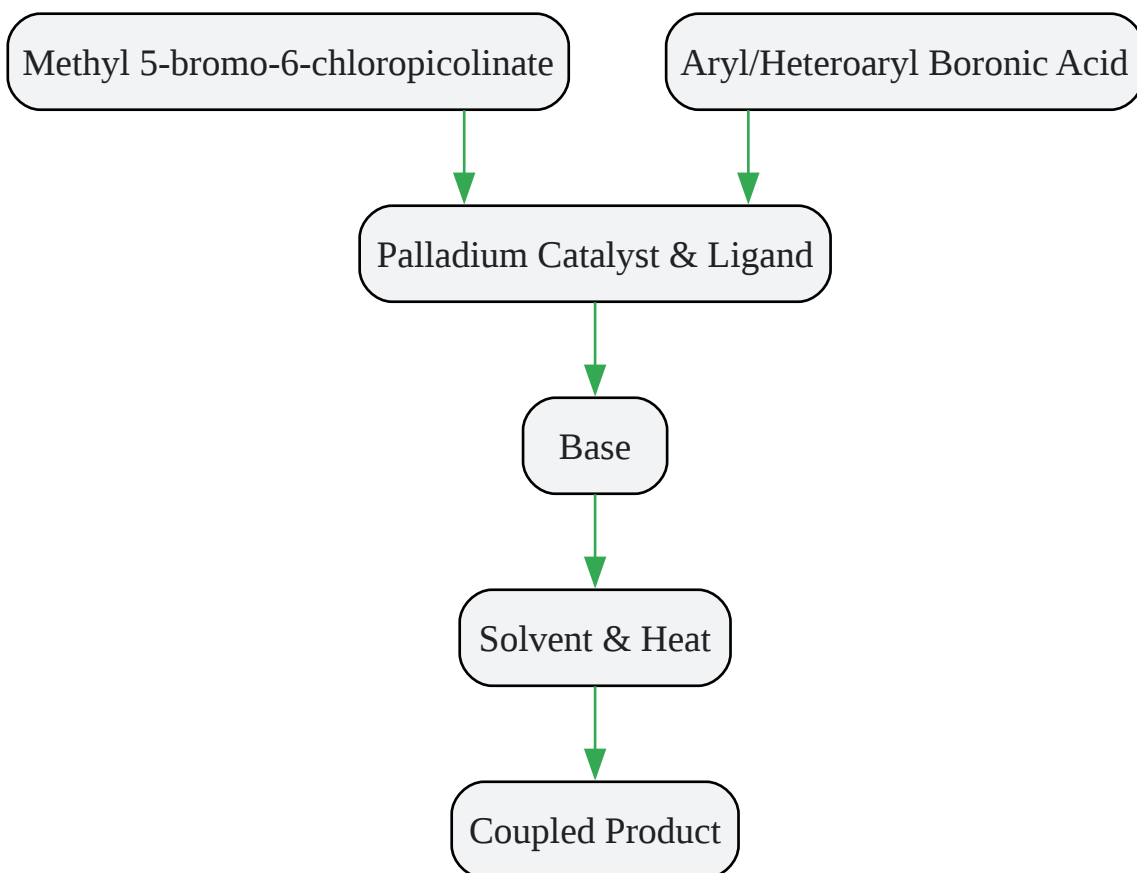 Methyl 5-bromo-6-chloropicolinate
Aryl/Heteroaryl Boronic Acid
Palladium Catalyst & Ligand
Base
Solvent & Heat
Coupled Product